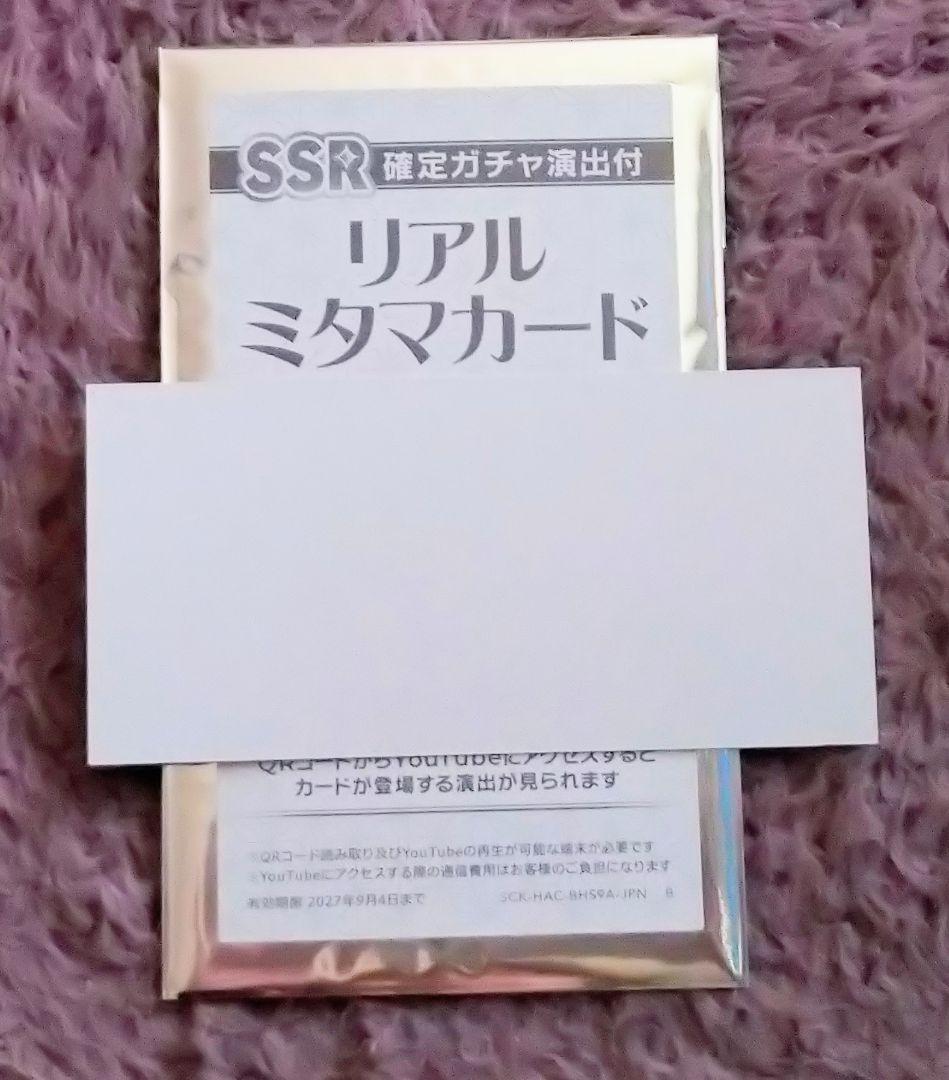 SSR 確定ガチャ演出付
リアル
ミタマカード
QRコードからYouTubeにアクセスすると
カードが登場する演出が見られます
※QRコード読み取り及びYouTubeの再生が可能な端末が必要です
※YouTubeにアクセスする際の通信費用はお客様のご負担になります
有効期限 2027年9月4日まで SCK-HAC-BHS9A-JPN B